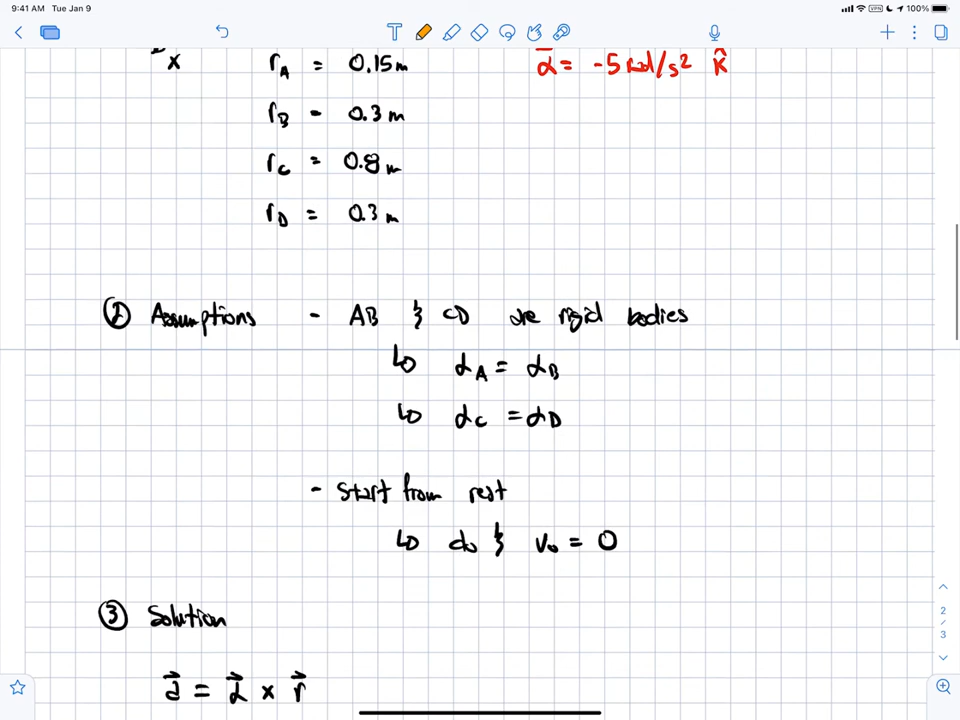 9:41 AM Tue Jan 9
VPN 100%
x
r_A = 0.15 m
α = -5 rad/s² k̂
r_B = 0.3 m
r_C = 0.8 m
r_D = 0.3 m
② Assumptions - AB & CD are rigid bodies
↳ α_A = α_B
↳ α_C = α_D
- Start from rest
↳ d₀ & v₀ = 0
③ Solution
a⃗ = α⃗ × r⃗
2
/
3